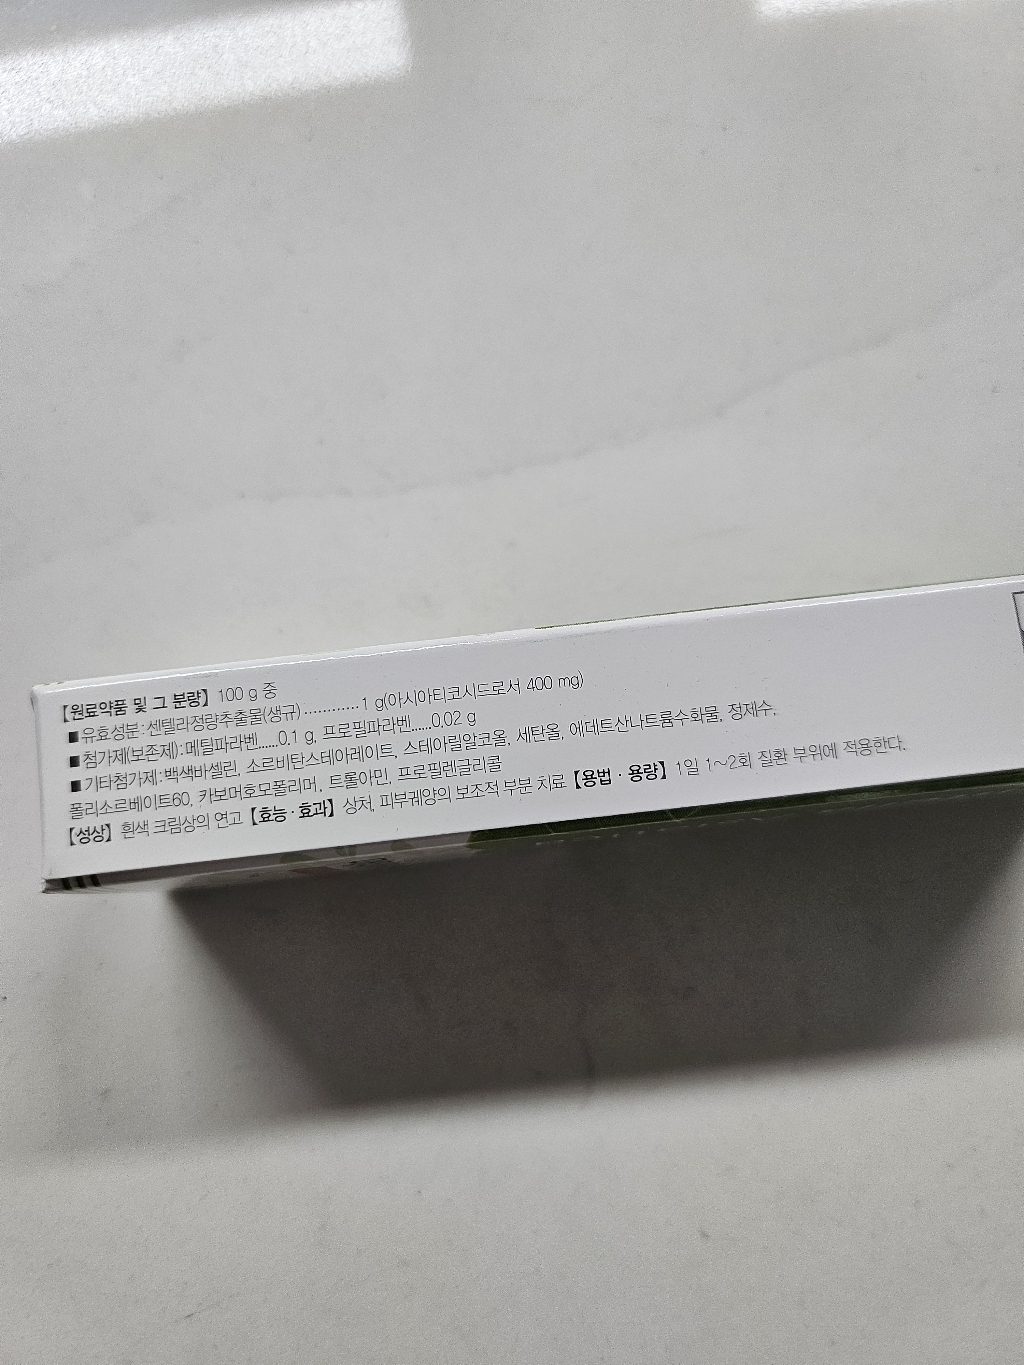 【원료약품 및 그 분량】 100 g 중
■유효성분:센텔라정량추출물(생규)............1 g(아시아티코시드로서 400 mg)
■첨가제(보존제):메틸파라벤......0.1 g, 프로필파라벤......0.02 g
■기타첨가제:백색바셀린, 소르비탄스테아레이트, 스테아릴알코올, 세탄올, 에데트산나트륨수화물, 정제수,
폴리소르베이트60, 카보머호모폴리머, 트롤아민, 프로필렌글리콜
【성상】 흰색 크림상의 연고 【효능·효과】 상처, 피부궤양의 보조적 부분 치료 【용법·용량】 1일 1~2회 질환 부위에 적용한다.